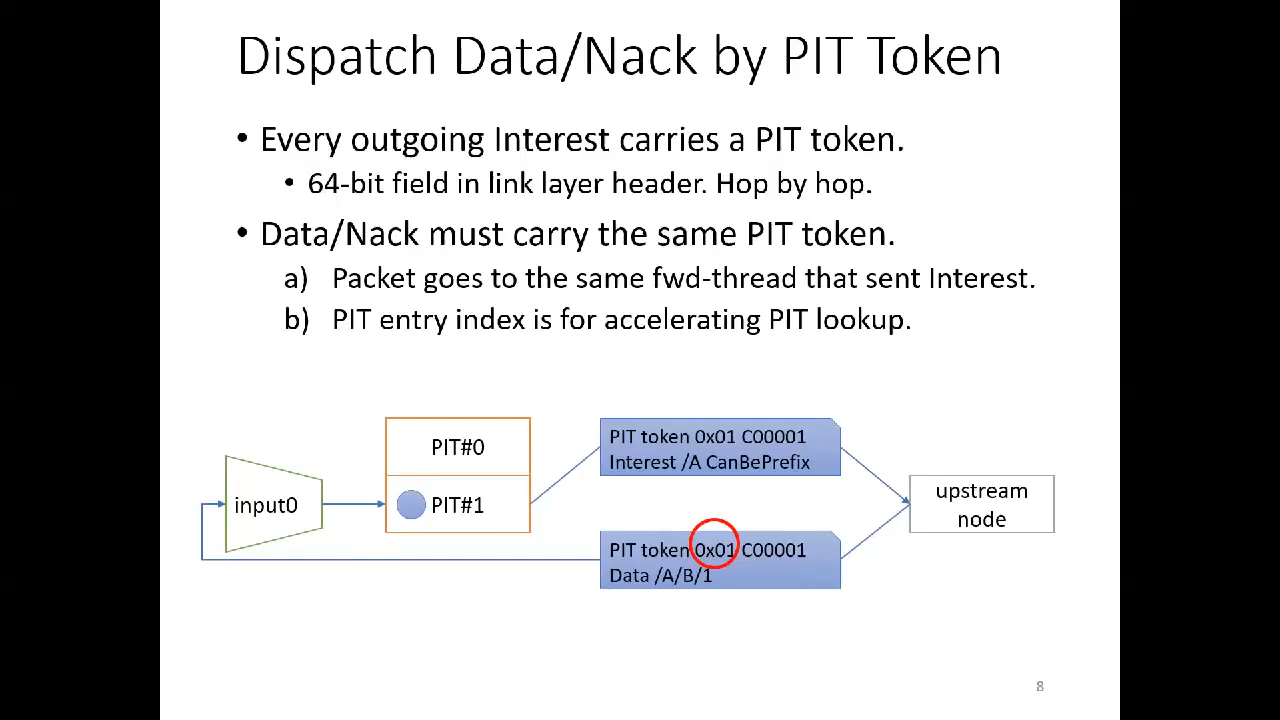 Dispatch Data/Nack by PIT Token
• Every outgoing Interest carries a PIT token.
• 64-bit field in link layer header. Hop by hop.
• Data/Nack must carry the same PIT token.
a) Packet goes to the same fwd-thread that sent Interest.
b) PIT entry index is for accelerating PIT lookup.
input0
PIT#0
PIT#1
PIT token 0x01 C00001
Interest /A CanBePrefix
PIT token 0x01 C00001
Data /A/B/1
upstream
node
8